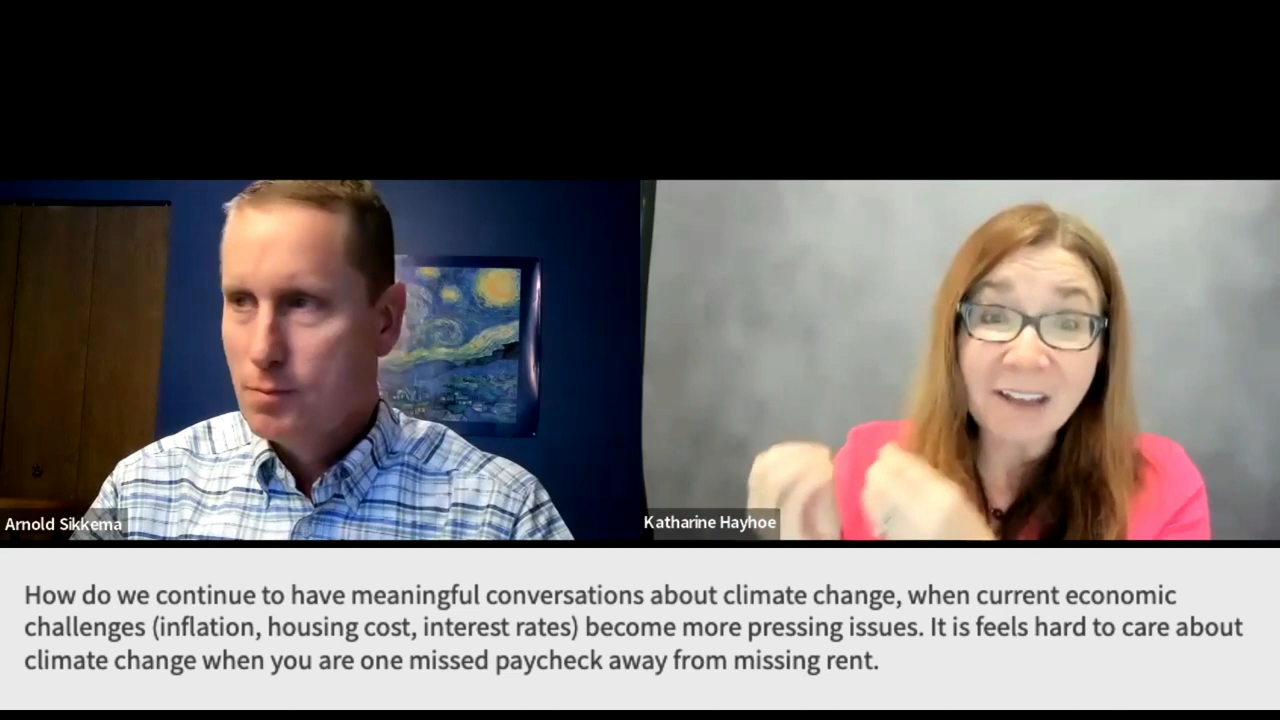 Arnold Sikkema
Katharine Hayhoe
How do we continue to have meaningful conversations about climate change, when current economic
challenges (inflation, housing cost, interest rates) become more pressing issues. It is feels hard to care about
climate change when you are one missed paycheck away from missing rent.